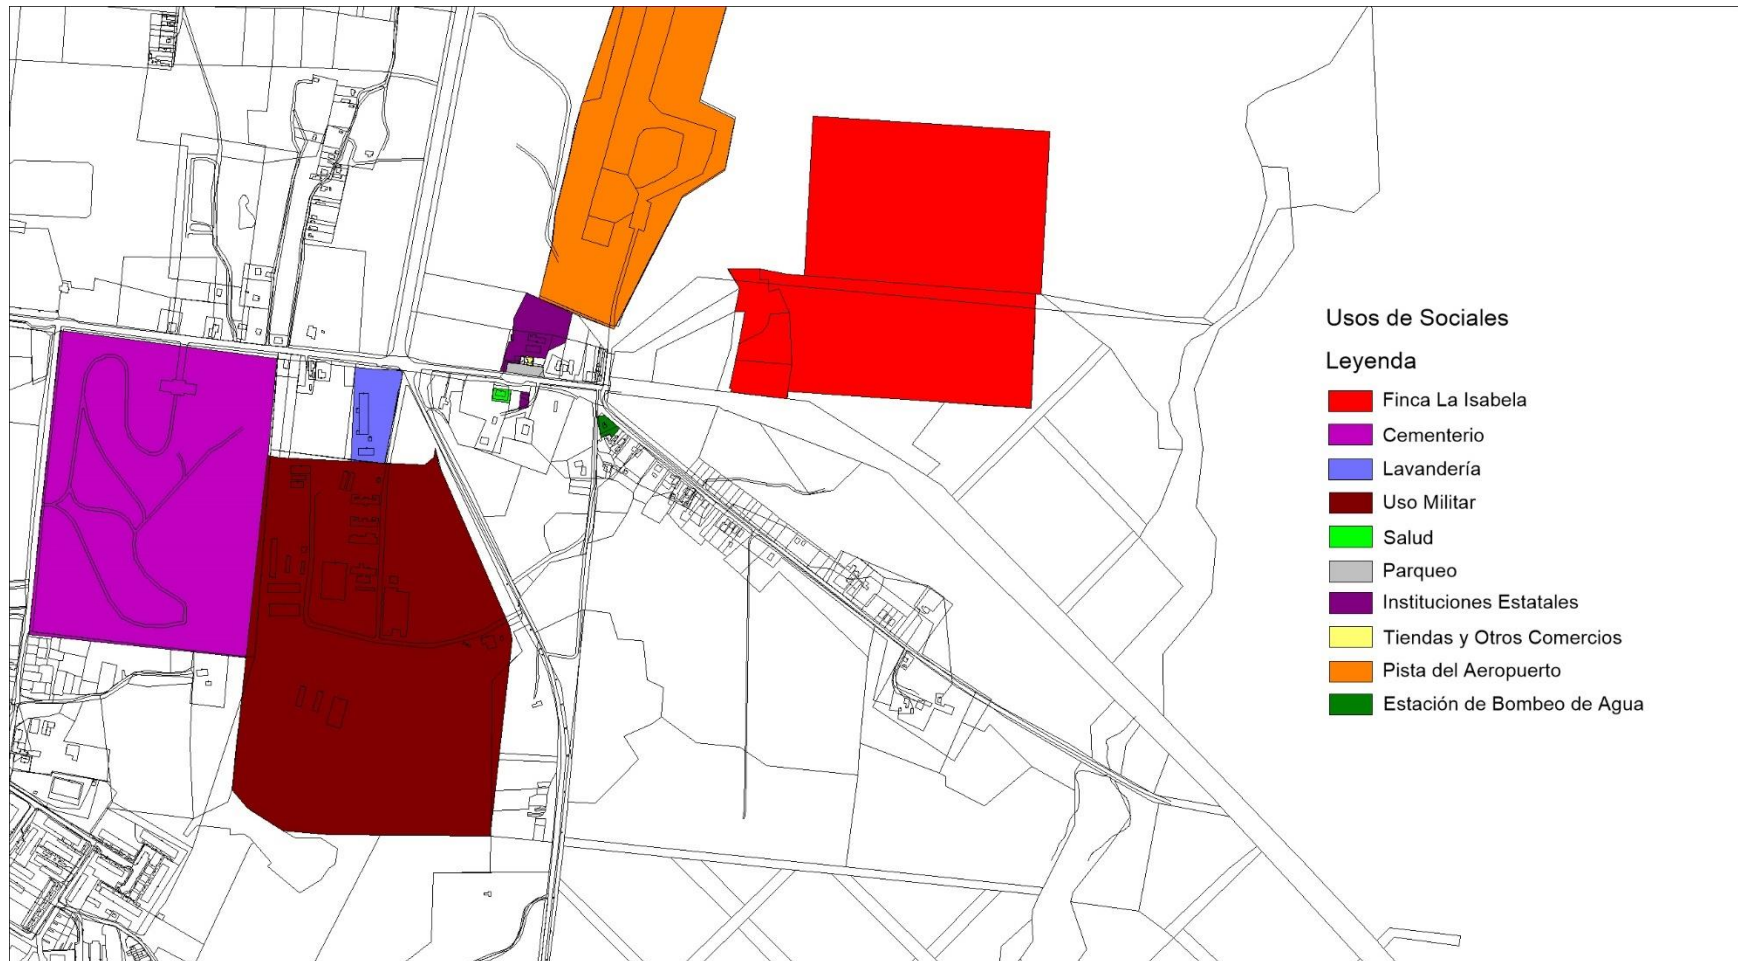 Usos de Sociales
Leyenda
Finca La Isabela
Cementerio
Lavandería
Uso Militar
Salud
Parqueo
Instituciones Estatales
Tiendas y Otros Comercios
Pista del Aeropuerto
Estación de Bombeo de Agua